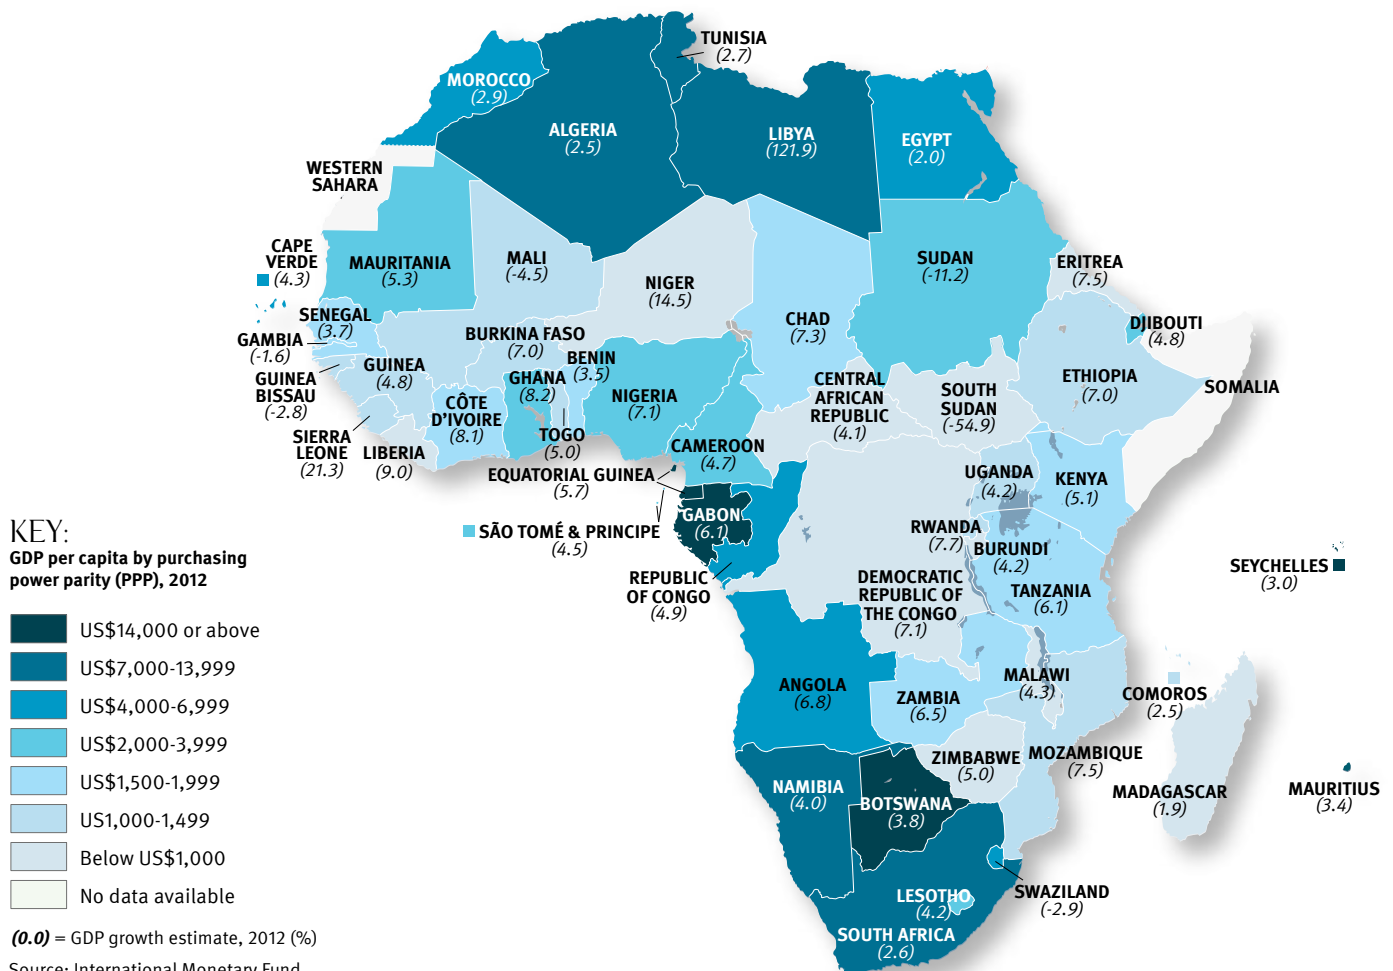 TUNISIA
(2.7)
MOROCCO
(2.9)
ALGERIA
(2.5)
LIBYA
(121.9)
EGYPT
(2.0)
WESTERN
SAHARA
CAPE
VERDE
(4.3)
MAURITANIA
(5.3)
MALI
(-4.5)
NIGER
(14.5)
CHAD
(7.3)
SUDAN
(-11.2)
ERITREA
(7.5)
SENEGAL
(3.7)
GAMBIA
(-1.6)
GUINEA
BISSAU
(-2.8)
GUINEA
(4.8)
BURKINA FASO
(7.0)
BENIN
(3.5)
GHANA
(8.2)
CÔTE
D'IVOIRE
(8.1)
TOGO
(5.0)
NIGERIA
(7.1)
SIERRA
LEONE
(21.3)
LIBERIA
(9.0)
CAMEROON
(4.7)
CENTRAL
AFRICAN
REPUBLIC
(4.1)
SOUTH
SUDAN
(-54.9)
DJIBOUTI
(4.8)
ETHIOPIA
(7.0)
SOMALIA
EQUATORIAL GUINEA
(5.7)
GABON
(6.1)
SÃO TOMÉ & PRINCIPE
(4.5)
REPUBLIC
OF CONGO
(4.9)
UGANDA
(4.2)
KENYA
(5.1)
RWANDA
(7.7)
BURUNDI
(4.2)
TANZANIA
(6.1)
DEMOCRATIC
REPUBLIC OF
THE CONGO
(7.1)
SEYCHELLES
(3.0)
ANGOLA
(6.8)
ZAMBIA
(6.5)
MALAWI
(4.3)
COMOROS
(2.5)
ZIMBABWE
(5.0)
MOZAMBIQUE
(7.5)
MADAGASCAR
(1.9)
MAURITIUS
(3.4)
NAMIBIA
(4.0)
BOTSWANA
(3.8)
SWAZILAND
(-2.9)
LESOTHO
(4.2)
SOUTH AFRICA
(2.6)
KEY:
GDP per capita by purchasing
power parity (PPP), 2012
US$14,000 or above
US$7,000-13,999
US$4,000-6,999
US$2,000-3,999
US$1,500-1,999
US1,000-1,499
Below US$1,000
No data available
(0.0) = GDP growth estimate, 2012 (%)
Source: International Monetary Fund